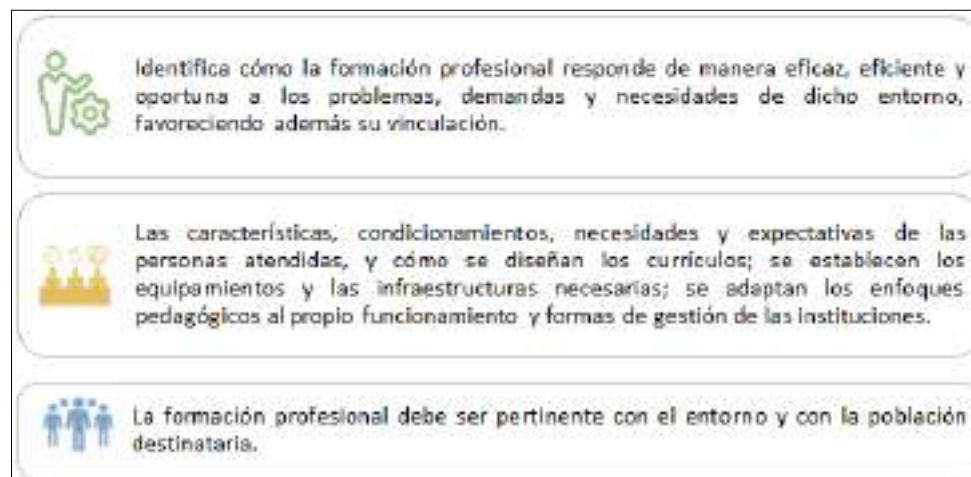 Identifica cómo la formación profesional responde de manera eficaz, eficiente y
oportuna a los problemas, demandas y necesidades de dicho entorno,
favoreciendo además su vinculación.
Las características, condicionamientos, necesidades y expectativas de las
personas atendidas, y cómo se diseñan los currículos; se establecen los
equipamientos y las infraestructuras necesarias; se adaptan los enfoques
pedagógicos al propio funcionamiento y formas de gestión de las instituciones.
La formación profesional debe ser pertinente con el entorno y con la población
destinataria.